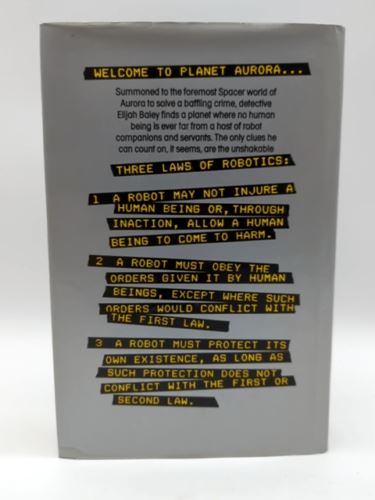 WELCOME TO PLANET AURORA...
Summoned to the foremost Spacer world of
Aurora to solve a baffling crime, detective
Elijah Baley finds a planet where no human
being is ever far from a host of robot
companions and servants. The only clues he
can count on, it seems, are the unshakable
THREE LAWS OF ROBOTICS:
1 A ROBOT MAY NOT INJURE A
HUMAN BEING OR, THROUGH
INACTION, ALLOW A HUMAN
BEING TO COME TO HARM.
2 A ROBOT MUST OBEY THE
ORDERS GIVEN IT BY HUMAN
BEINGS, EXCEPT WHERE SUCH
ORDERS WOULD CONFLICT WITH
THE FIRST LAW.
3 A ROBOT MUST PROTECT ITS
OWN EXISTENCE, AS LONG AS
SUCH PROTECTION DOES NOT
CONFLICT WITH THE FIRST OR
SECOND LAW.